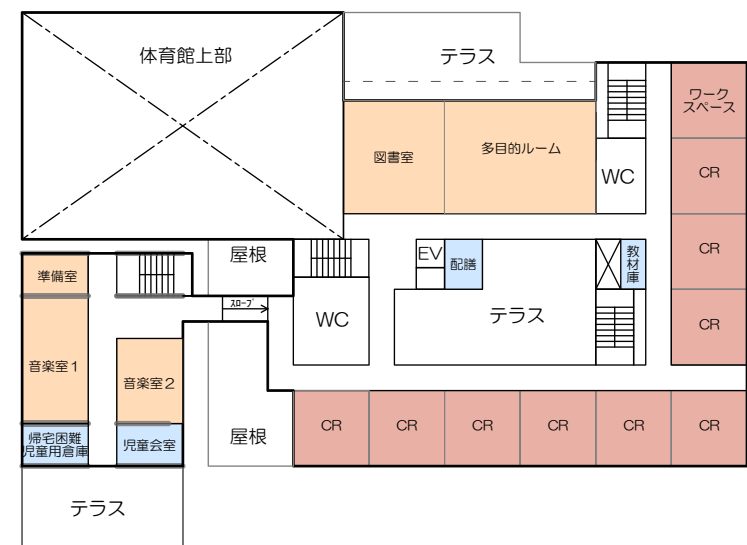 体育館上部
テラス
ワーク
スペース
図書室
多目的ルーム
WC
CR
CR
CR
屋根
EV
配膳
教材庫
準備室
スロープ
WC
テラス
音楽室1
音楽室2
帰宅困難
児童用倉庫
児童会室
屋根
CR
CR
CR
CR
CR
CR
テラス